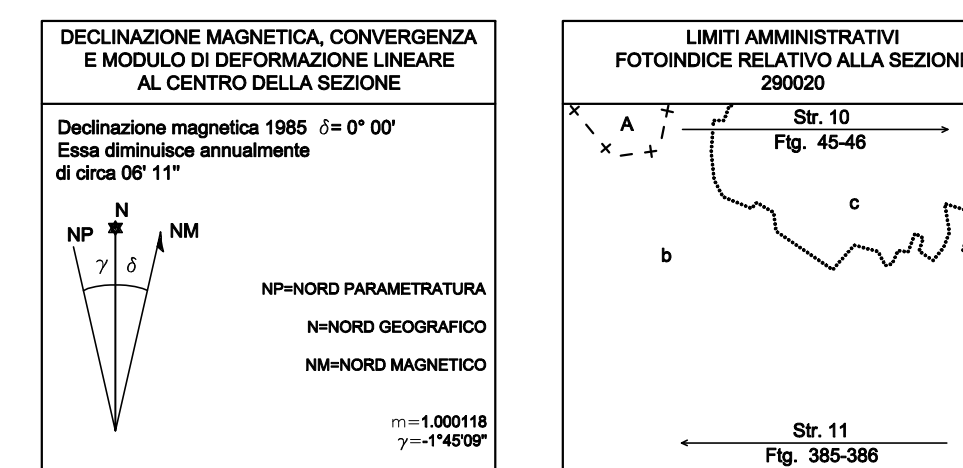 DECLINAZIONE MAGNETICA, CONVERGENZA
E MODULO DI DEFORMAZIONE LINEARE
AL CENTRO DELLA SEZIONE
Declinazione magnetica 1985 δ= 0° 00'
Essa diminuisce annualmente
di circa 06' 11"
N
NP
NM
γ
δ
NP=NORD PARAMETRATURA
N=NORD GEOGRAFICO
NM=NORD MAGNETICO
m=1.000118
γ=-1°45'09"
LIMITI AMMINISTRATIVI
FOTOINDICE RELATIVO ALLA SEZION
290020
A
Str. 10
Ftg. 45-46
c
b
Str. 11
Ftg. 385-386